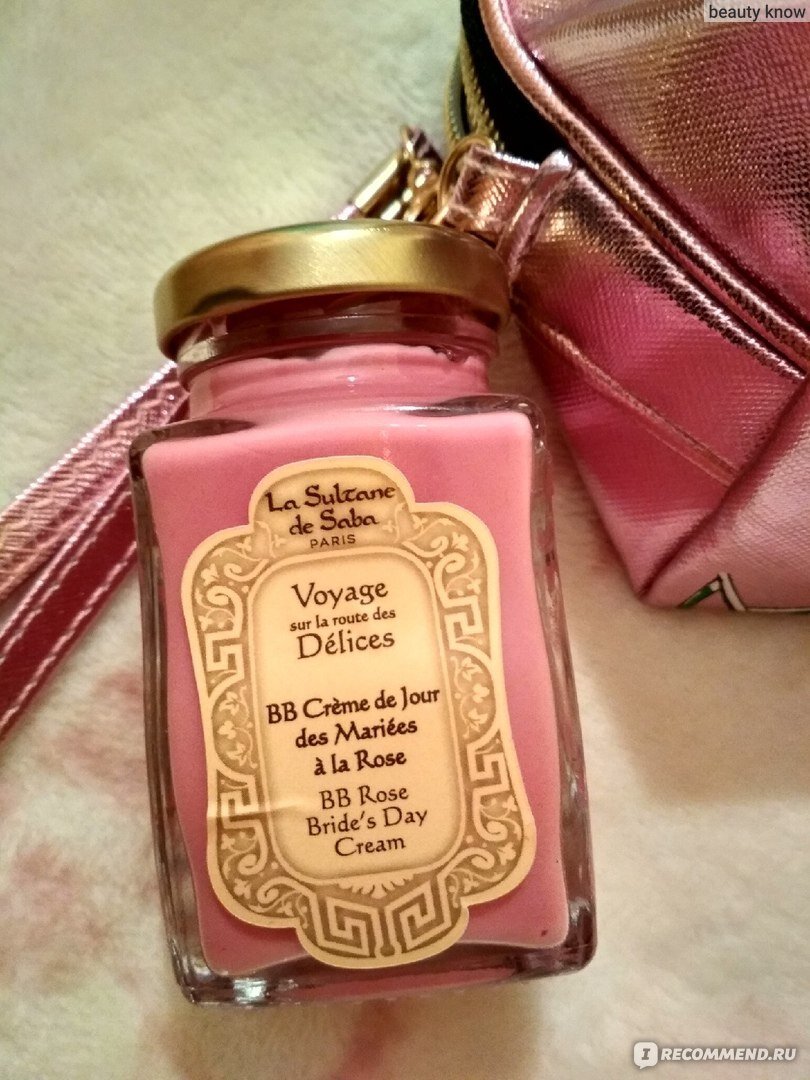 beauty know
La Sultane
de Saba
PARIS
Voyage
sur la route des
Délices
BB Crème de Jour
des Mariées
à la Rose
BB Rose
Bride's Day
Cream
I RECOMMEND.RU